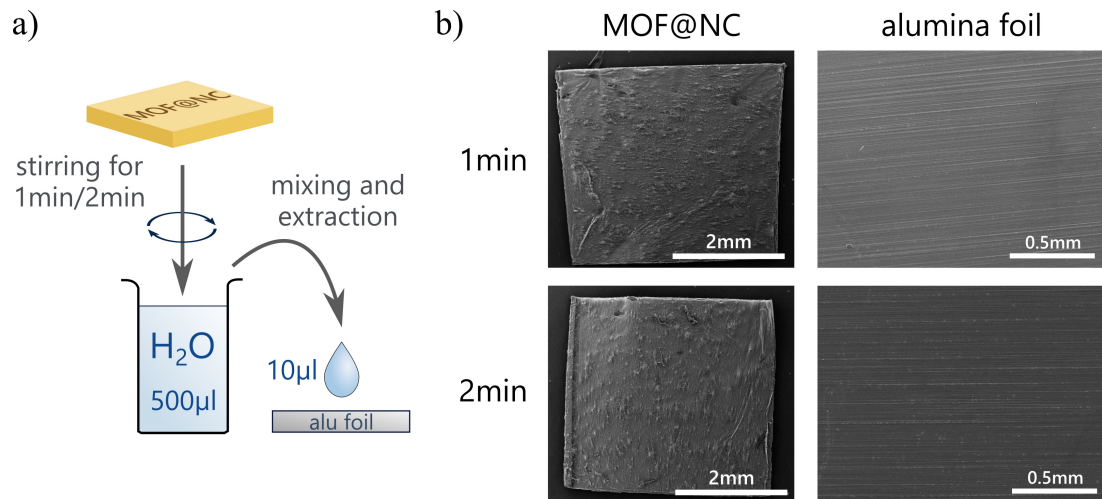 a)
MOF@NC
stirring for
1min/2min
mixing and
extraction
H₂O
500µl
10µl
alu foil
b)
MOF@NC
alumina foil
1min
2mm
0.5mm
2min
2mm
0.5mm